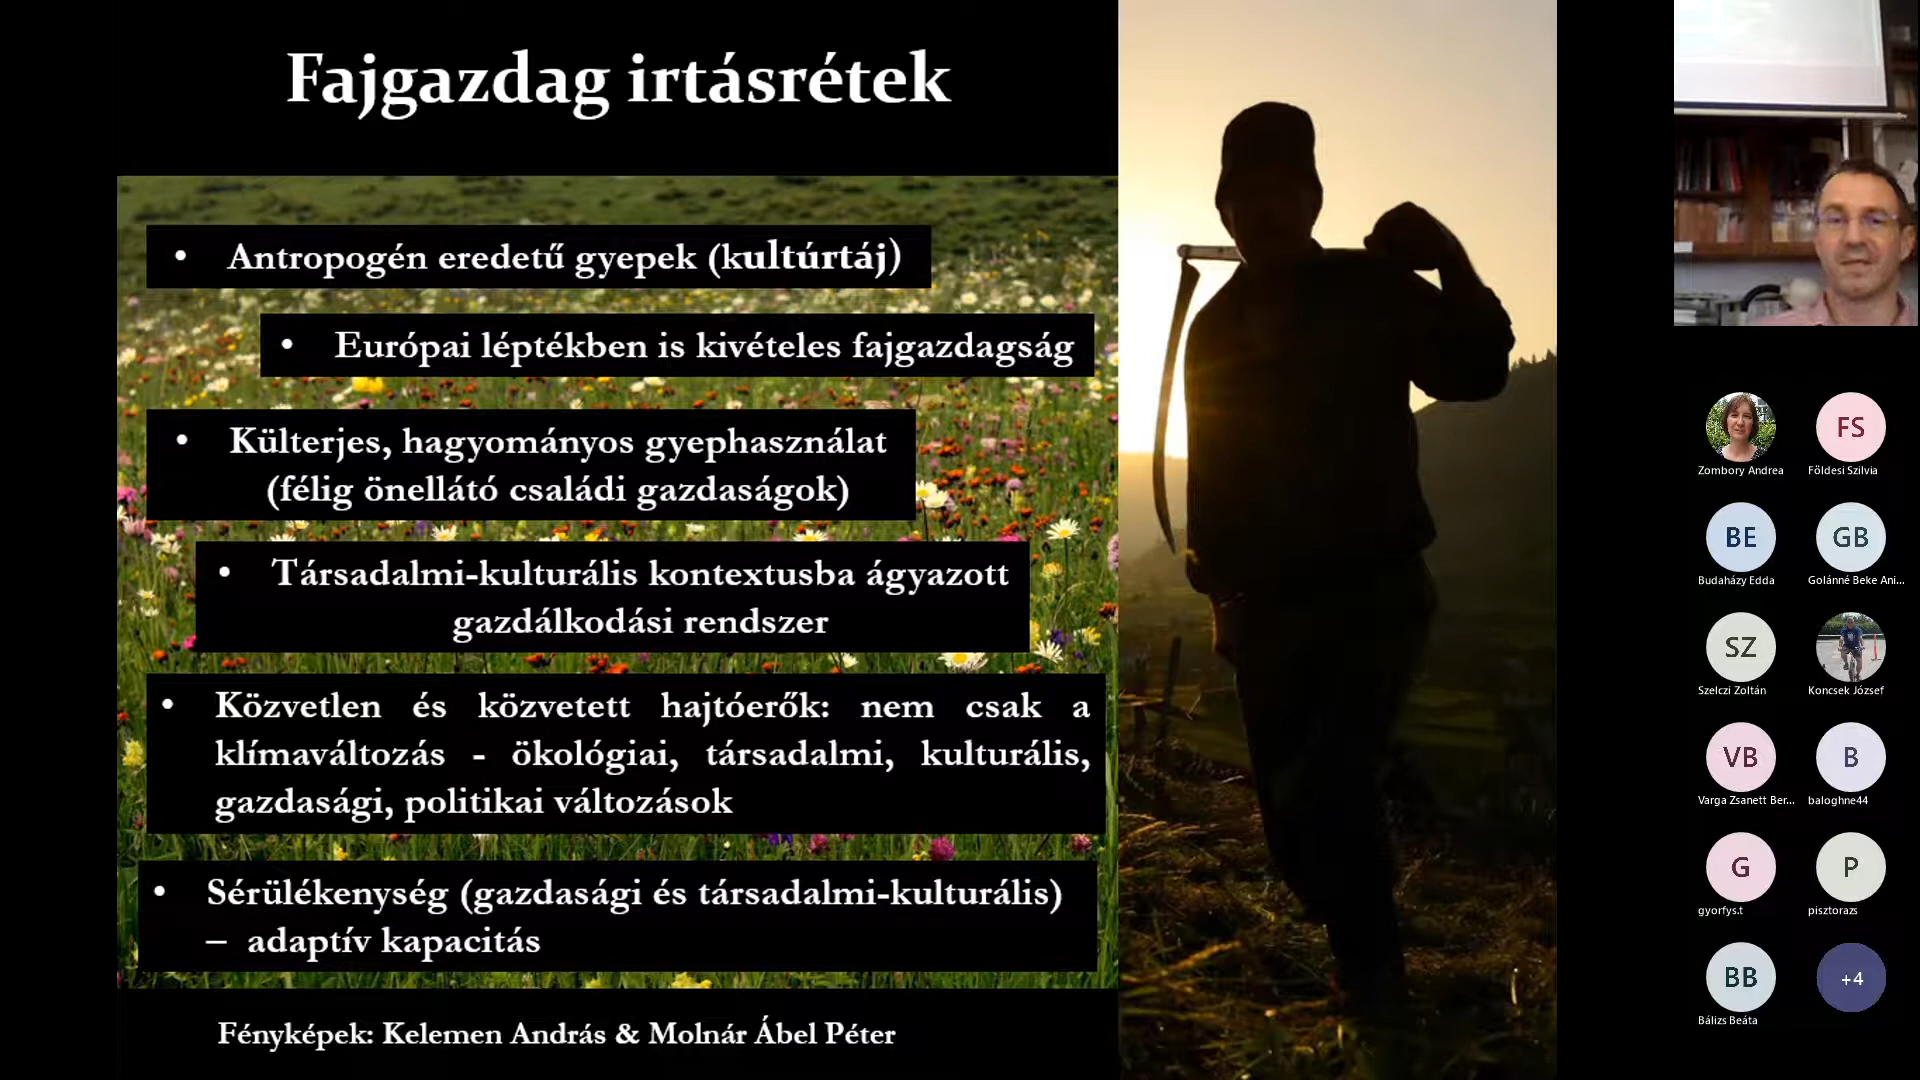 Fajgazdag irtásrétek
• Antropogén eredetű gyepek (kultúrtáj)
• Európai léptékben is kivételes fajgazdagság
• Külterjes, hagyományos gyephasználat
(félig önellátó családi gazdaságok)
• Társadalmi-kulturális kontextusba ágyazott
gazdálkodási rendszer
• Közvetlen és közvetett hajtóerők: nem csak a
klímaváltozás - ökológiai, társadalmi, kulturális,
gazdasági, politikai változások
• Sérülékenység (gazdasági és társadalmi-kulturális)
– adaptív kapacitás
Fényképek: Kelemen András & Molnár Ábel Péter
Zombory Andrea
FS
Földesi Szilvia
BE
Budaházy Edda
GB
Golánné Beke Ani...
SZ
Szelczi Zoltán
Koncsek József
VB
Varga Zsanett Ber...
B
baloghne44
G
gyorfys.t
P
pisztorazs
BB
Bálizs Beáta
+4